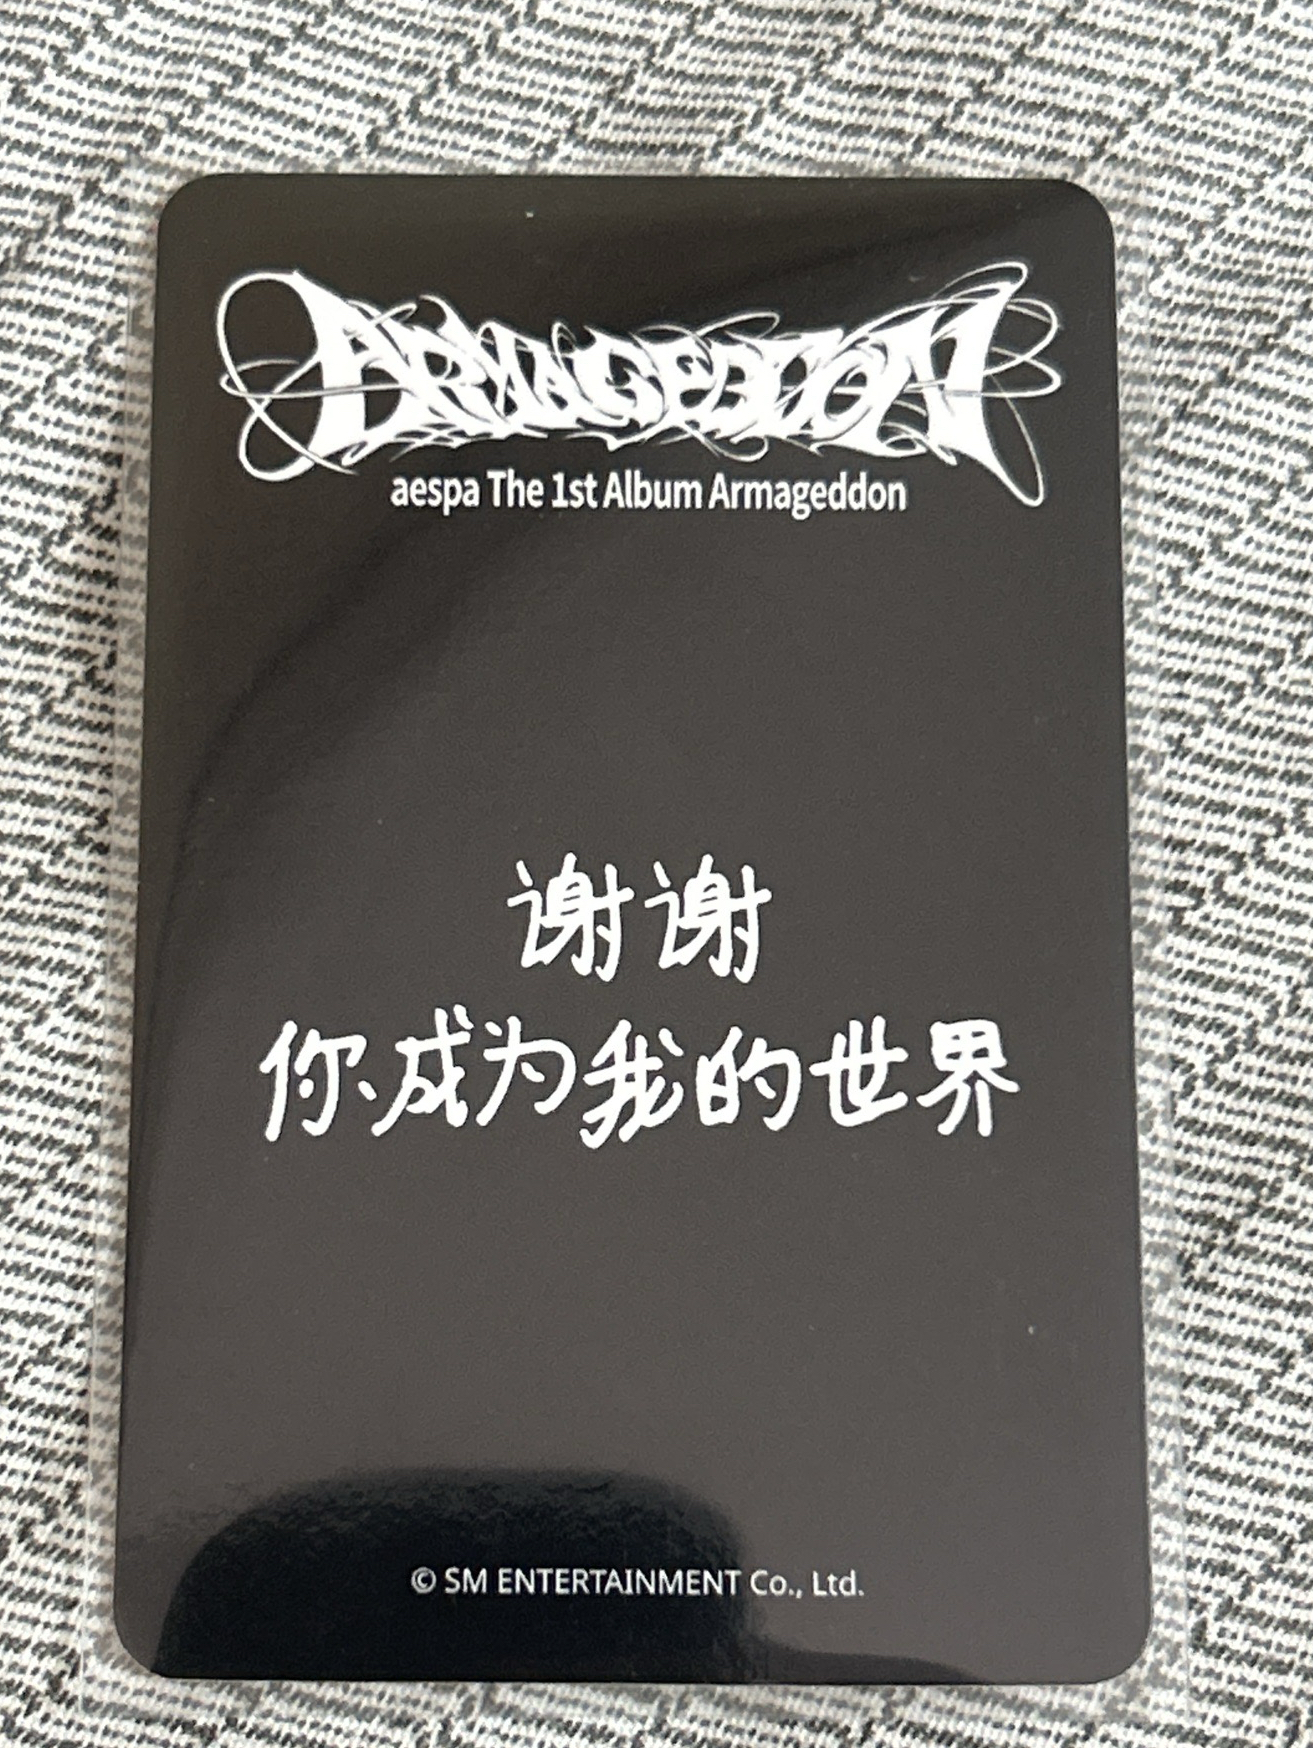 ARMAGEDDON
aespa The 1st Album Armageddon
谢谢
你成为我的世界
© SM ENTERTAINMENT Co., Ltd.